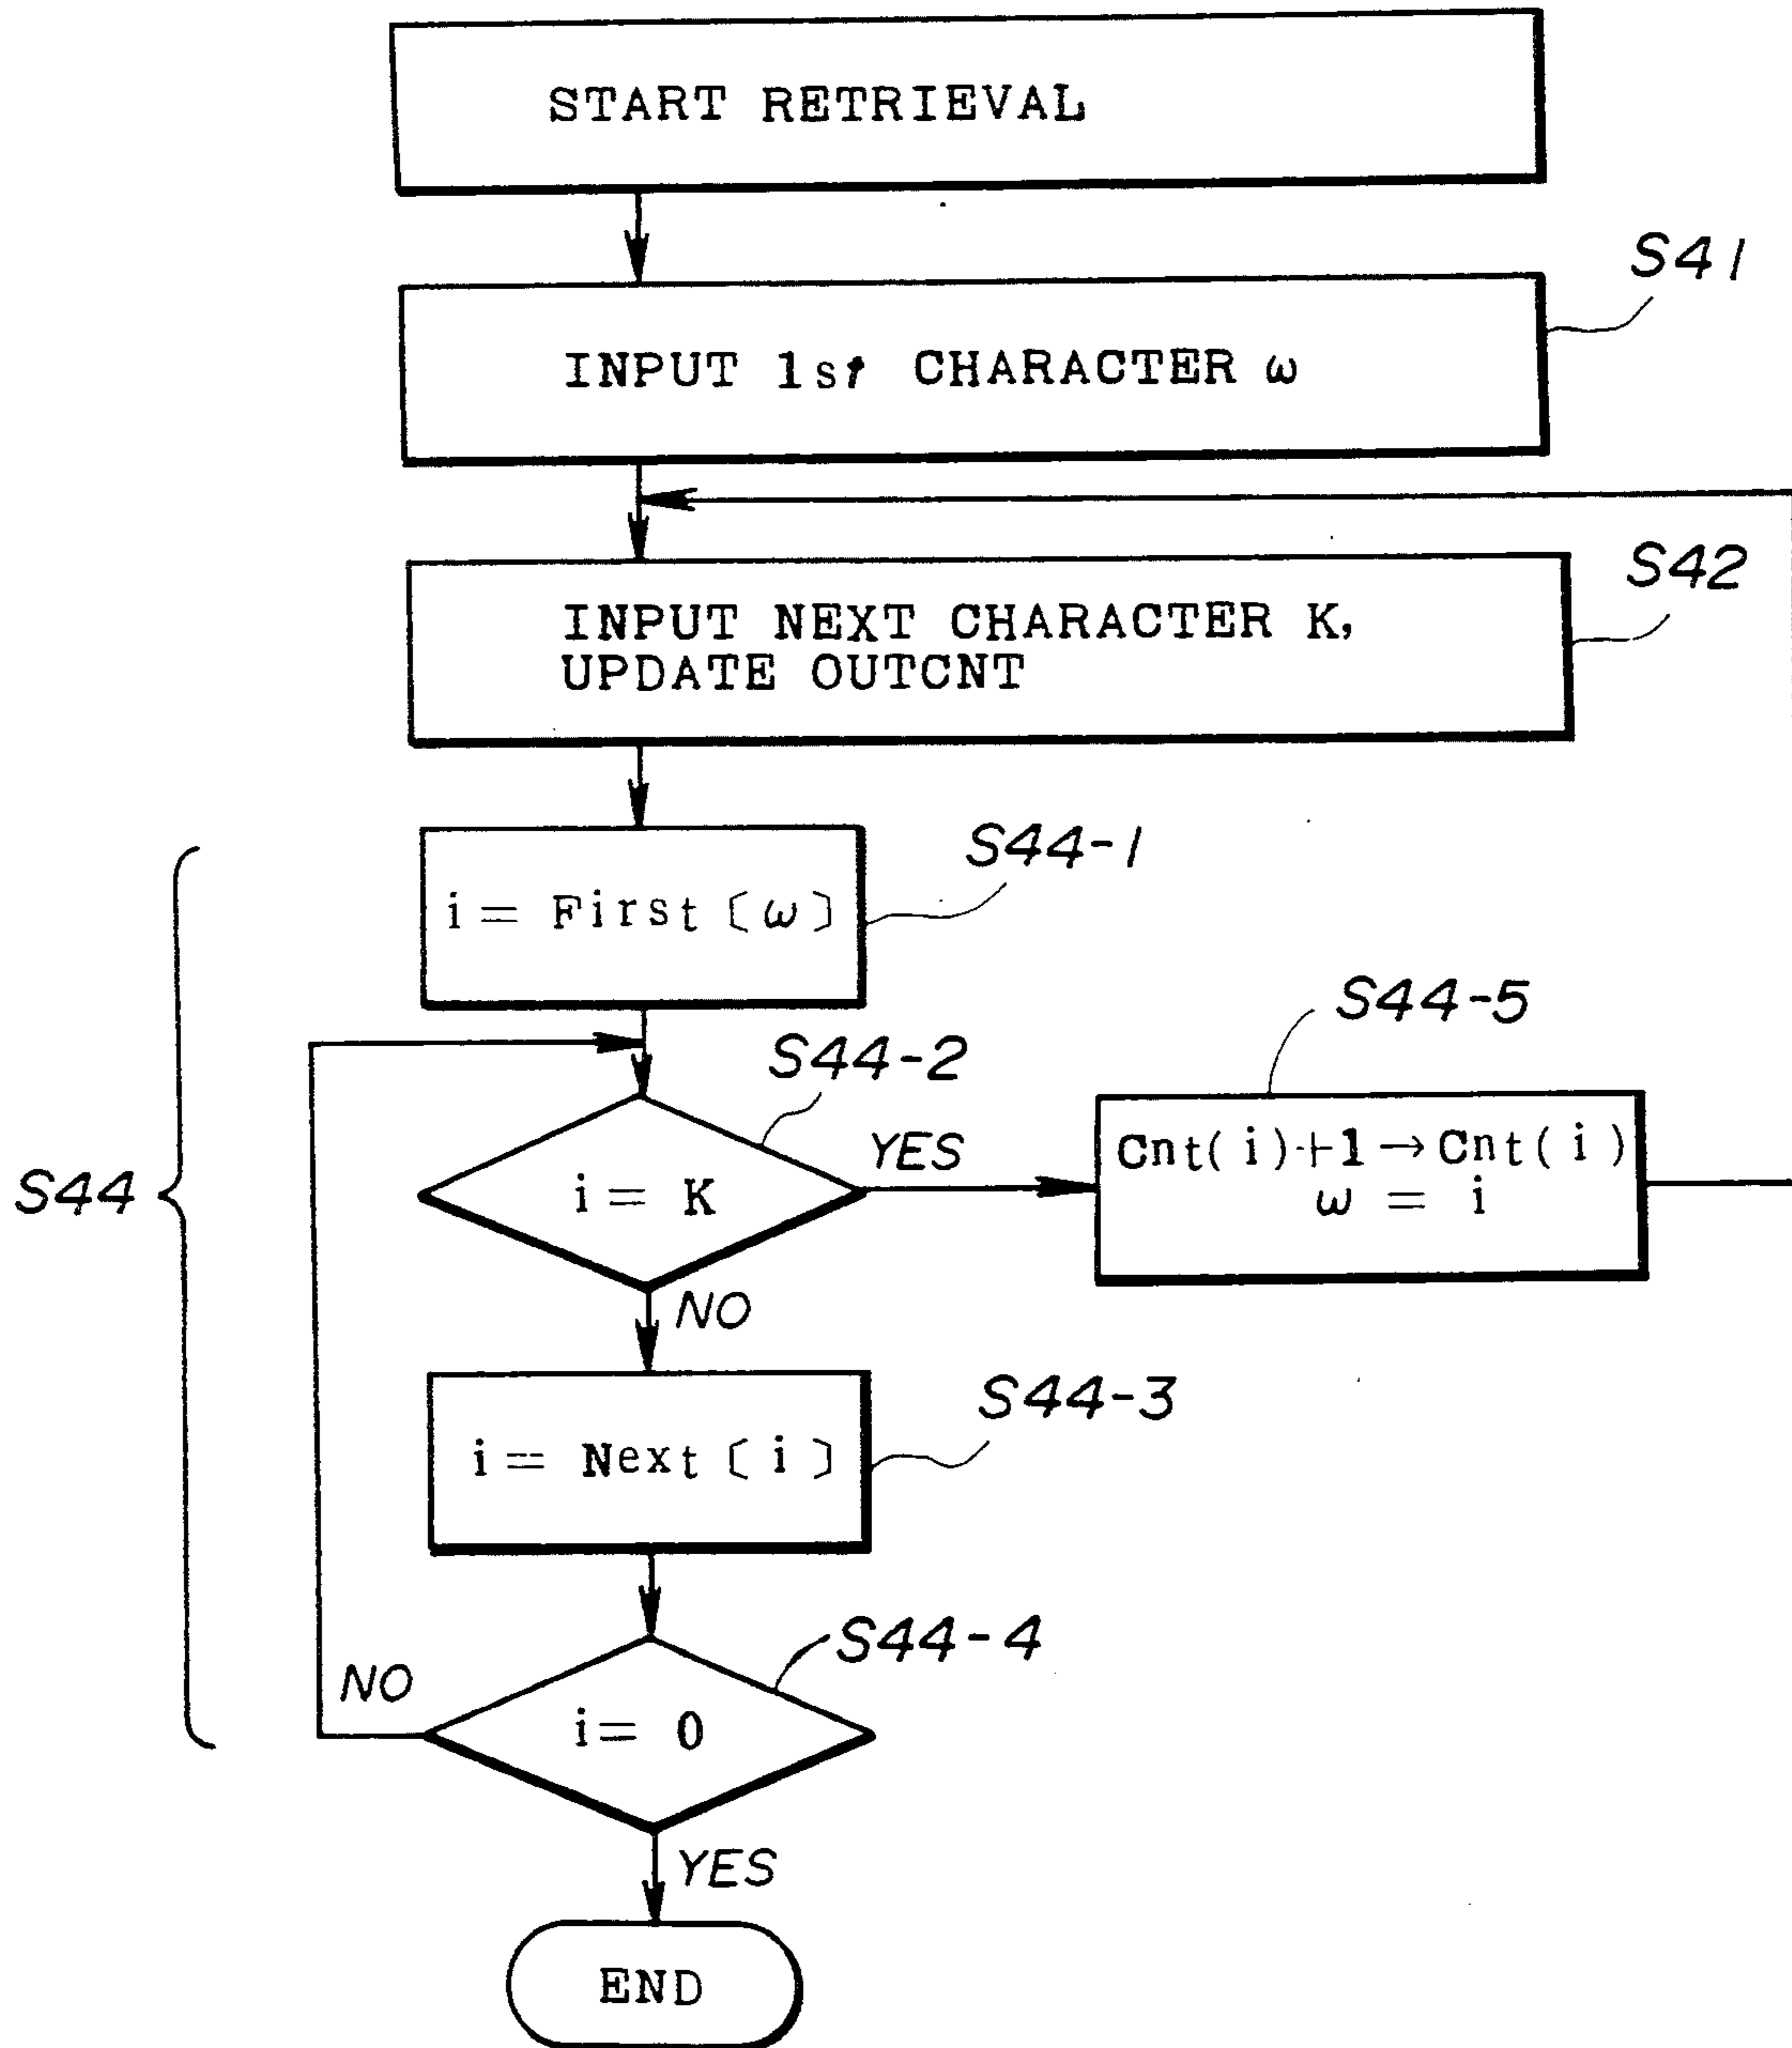 START RETRIEVAL
S41
INPUT 1st CHARACTER ω
S42
INPUT NEXT CHARACTER K,
UPDATE OUTCNT
S44-1
i = First〔ω〕
S44-5
S44-2
Cnt(i)+1→Cnt(i)
ω = i
YES
i = K
S44
NO
S44-3
i = Next〔i〕
S44-4
NO
i = 0
YES
END